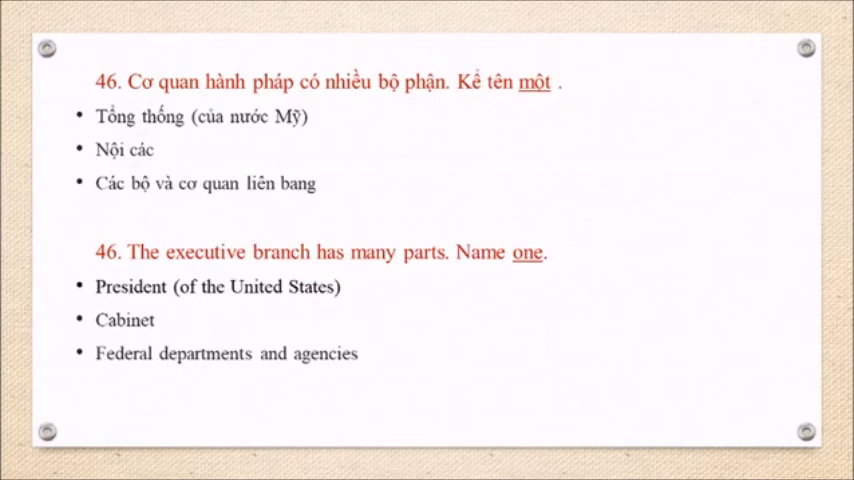 46. Cơ quan hành pháp có nhiều bộ phận. Kể tên một .
• Tổng thống (của nước Mỹ)
• Nội các
• Các bộ và cơ quan liên bang
46. The executive branch has many parts. Name one.
• President (of the United States)
• Cabinet
• Federal departments and agencies